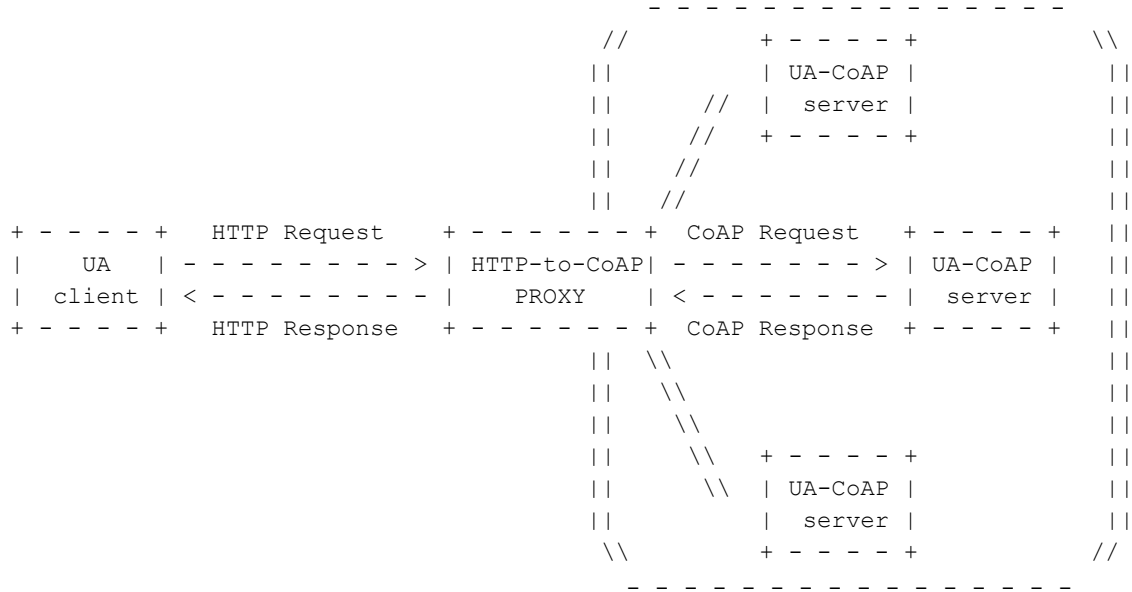 UA-CoAP
server
HTTP Request CoAP Request
UA HTTP-to-CoAP UA-CoAP
client PROXY server
HTTP Response CoAP Response
UA-CoAP
server